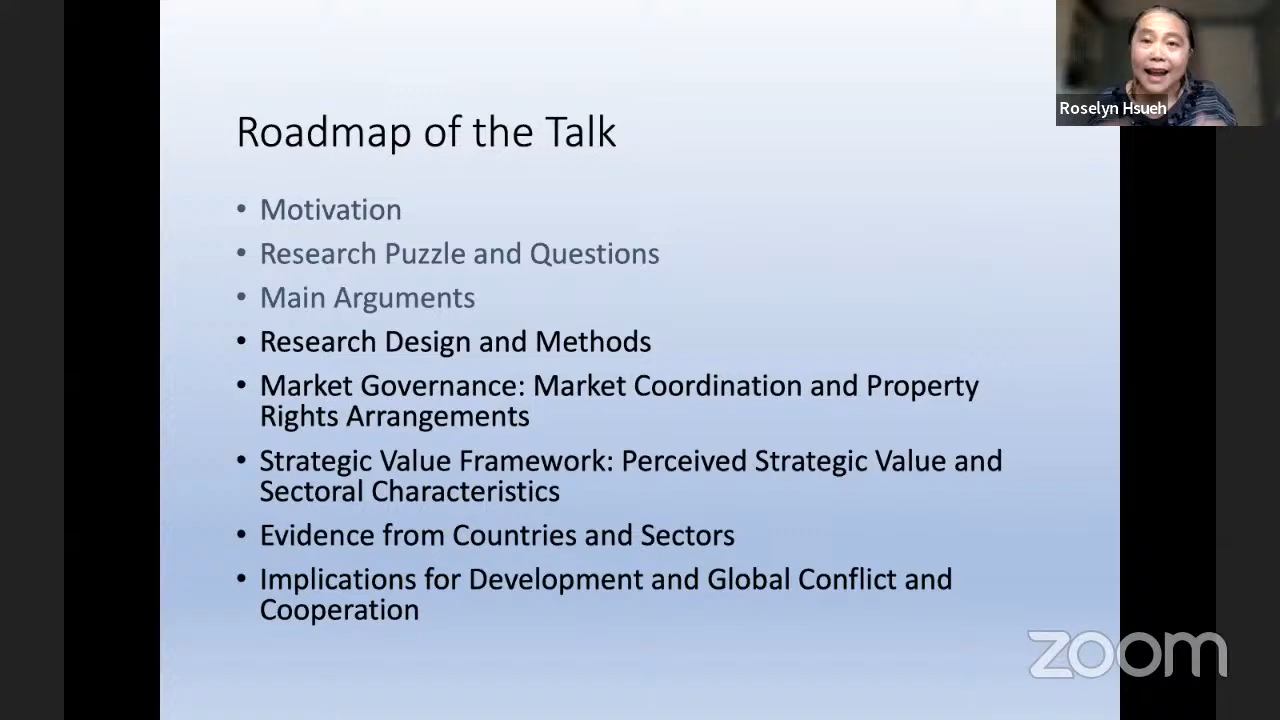 Roselyn Hsueh
Roadmap of the Talk
• Motivation
• Research Puzzle and Questions
• Main Arguments
• Research Design and Methods
• Market Governance: Market Coordination and Property
Rights Arrangements
• Strategic Value Framework: Perceived Strategic Value and
Sectoral Characteristics
• Evidence from Countries and Sectors
• Implications for Development and Global Conflict and
Cooperation
zoom